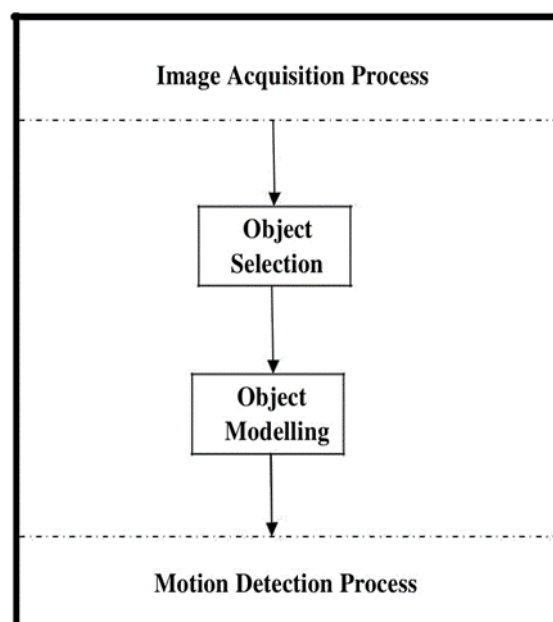 Image Acquisition Process
Object
Selection
Object
Modelling
Motion Detection Process